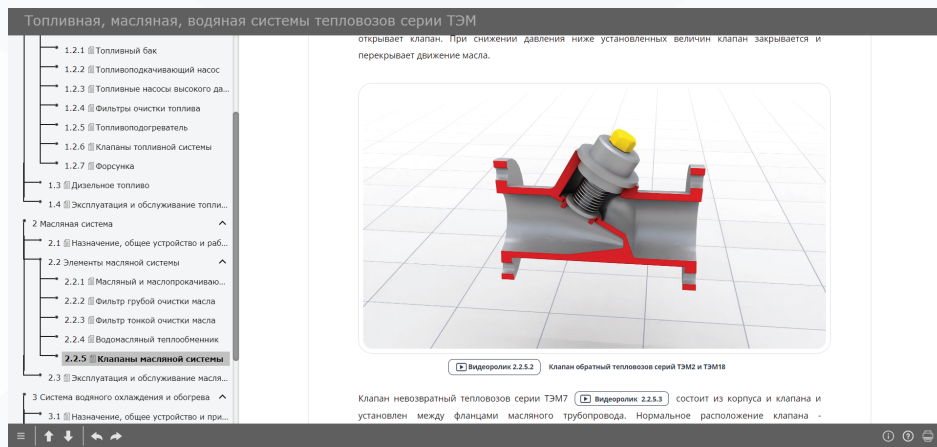 Топливная, масляная, водяная системы тепловозов серии ТЭМ
1.2.1 Топливный бак
1.2.2 Топливоподкачивающий насос
1.2.3 Топливные насосы высокого да...
1.2.4 Фильтры очистки топлива
1.2.5 Топливоподогреватель
1.2.6 Клапаны топливной системы
1.2.7 Форсунка
1.3 Дизельное топливо
1.4 Эксплуатация и обслуживание топли...
2 Масляная система
2.1 Назначение, общее устройство и раб...
2.2 Элементы масляной системы
2.2.1 Масляный и маслопрокачиваю...
2.2.2 Фильтр грубой очистки масла
2.2.3 Фильтр тонкой очистки масла
2.2.4 Водомасляный теплообменник
2.2.5 Клапаны масляной системы
2.3 Эксплуатация и обслуживание масля...
3 Система водяного охлаждения и обогрева
3.1 Назначение, общее устройство и при...
открывает клапан. При снижении давления ниже установленных величин клапан закрывается и
перекрывает движение масла.
Видеоролик 2.2.5.2 Клапан обратный тепловозов серий ТЭМ2 и ТЭМ18
Клапан невозвратный тепловозов серии ТЭМ7 Видеоролик 2.2.5.3 состоит из корпуса и клапана и
установлен между фланцами масляного трубопровода. Нормальное расположение клапана -